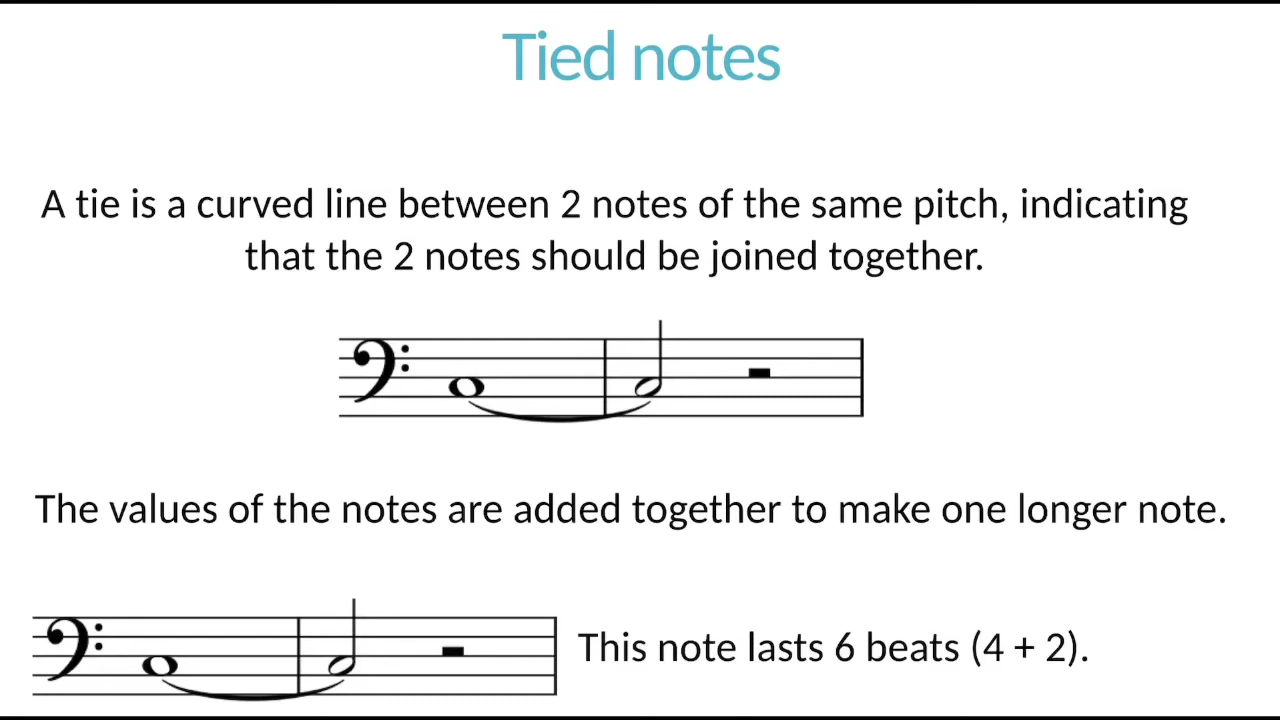 Tied notes
A tie is a curved line between 2 notes of the same pitch, indicating
that the 2 notes should be joined together.
The values of the notes are added together to make one longer note.
This note lasts 6 beats (4 + 2).